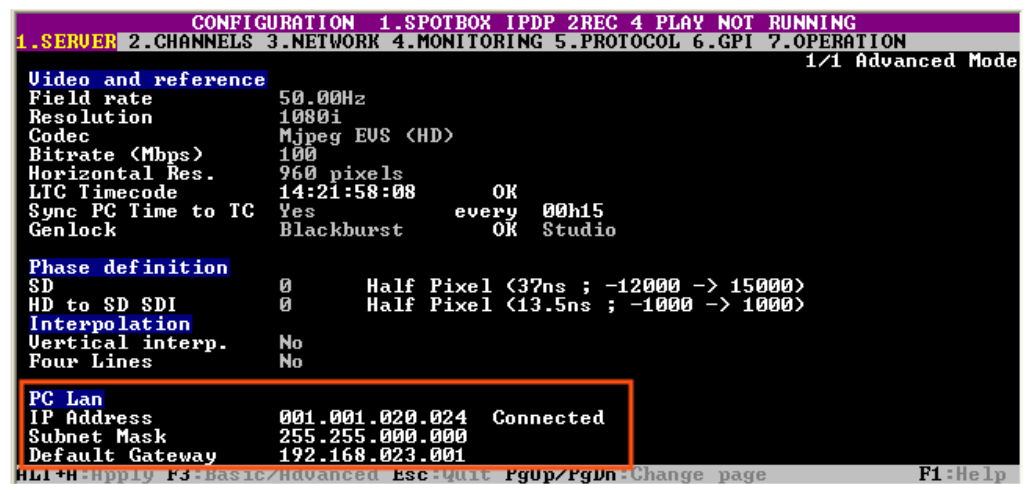 CONFIGURATION 1.SPOTBOX IPDP 2REC 4 PLAY NOT RUNNING
1.SERVER 2.CHANNELS 3.NETWORK 4.MONITORING 5.PROTOCOL 6.GPI 7.OPERATION
1/1 Advanced Mode
Video and reference
Field rate 50.00Hz
Resolution 1080i
Codec Mjpeg EVS (HD)
Bitrate (Mbps) 100
Horizontal Res. 960 pixels
LTC Timecode 14:21:58:08 OK
Sync PC Time to TC Yes every 00h15
Genlock Blackburst OK Studio
Phase definition
SD 0 Half Pixel (37ns ; -12000 -> 15000)
HD to SD SDI 0 Half Pixel (13.5ns ; -1000 -> 1000)
Interpolation
Vertical interp. No
Four Lines No
PC Lan
IP Address 001.001.020.024 Connected
Subnet Mask 255.255.000.000
Default Gateway 192.168.023.001
ALT+A:Apply F3:Basic/Advanced Esc:Quit PgUp/PgDn:Change page F1:Help